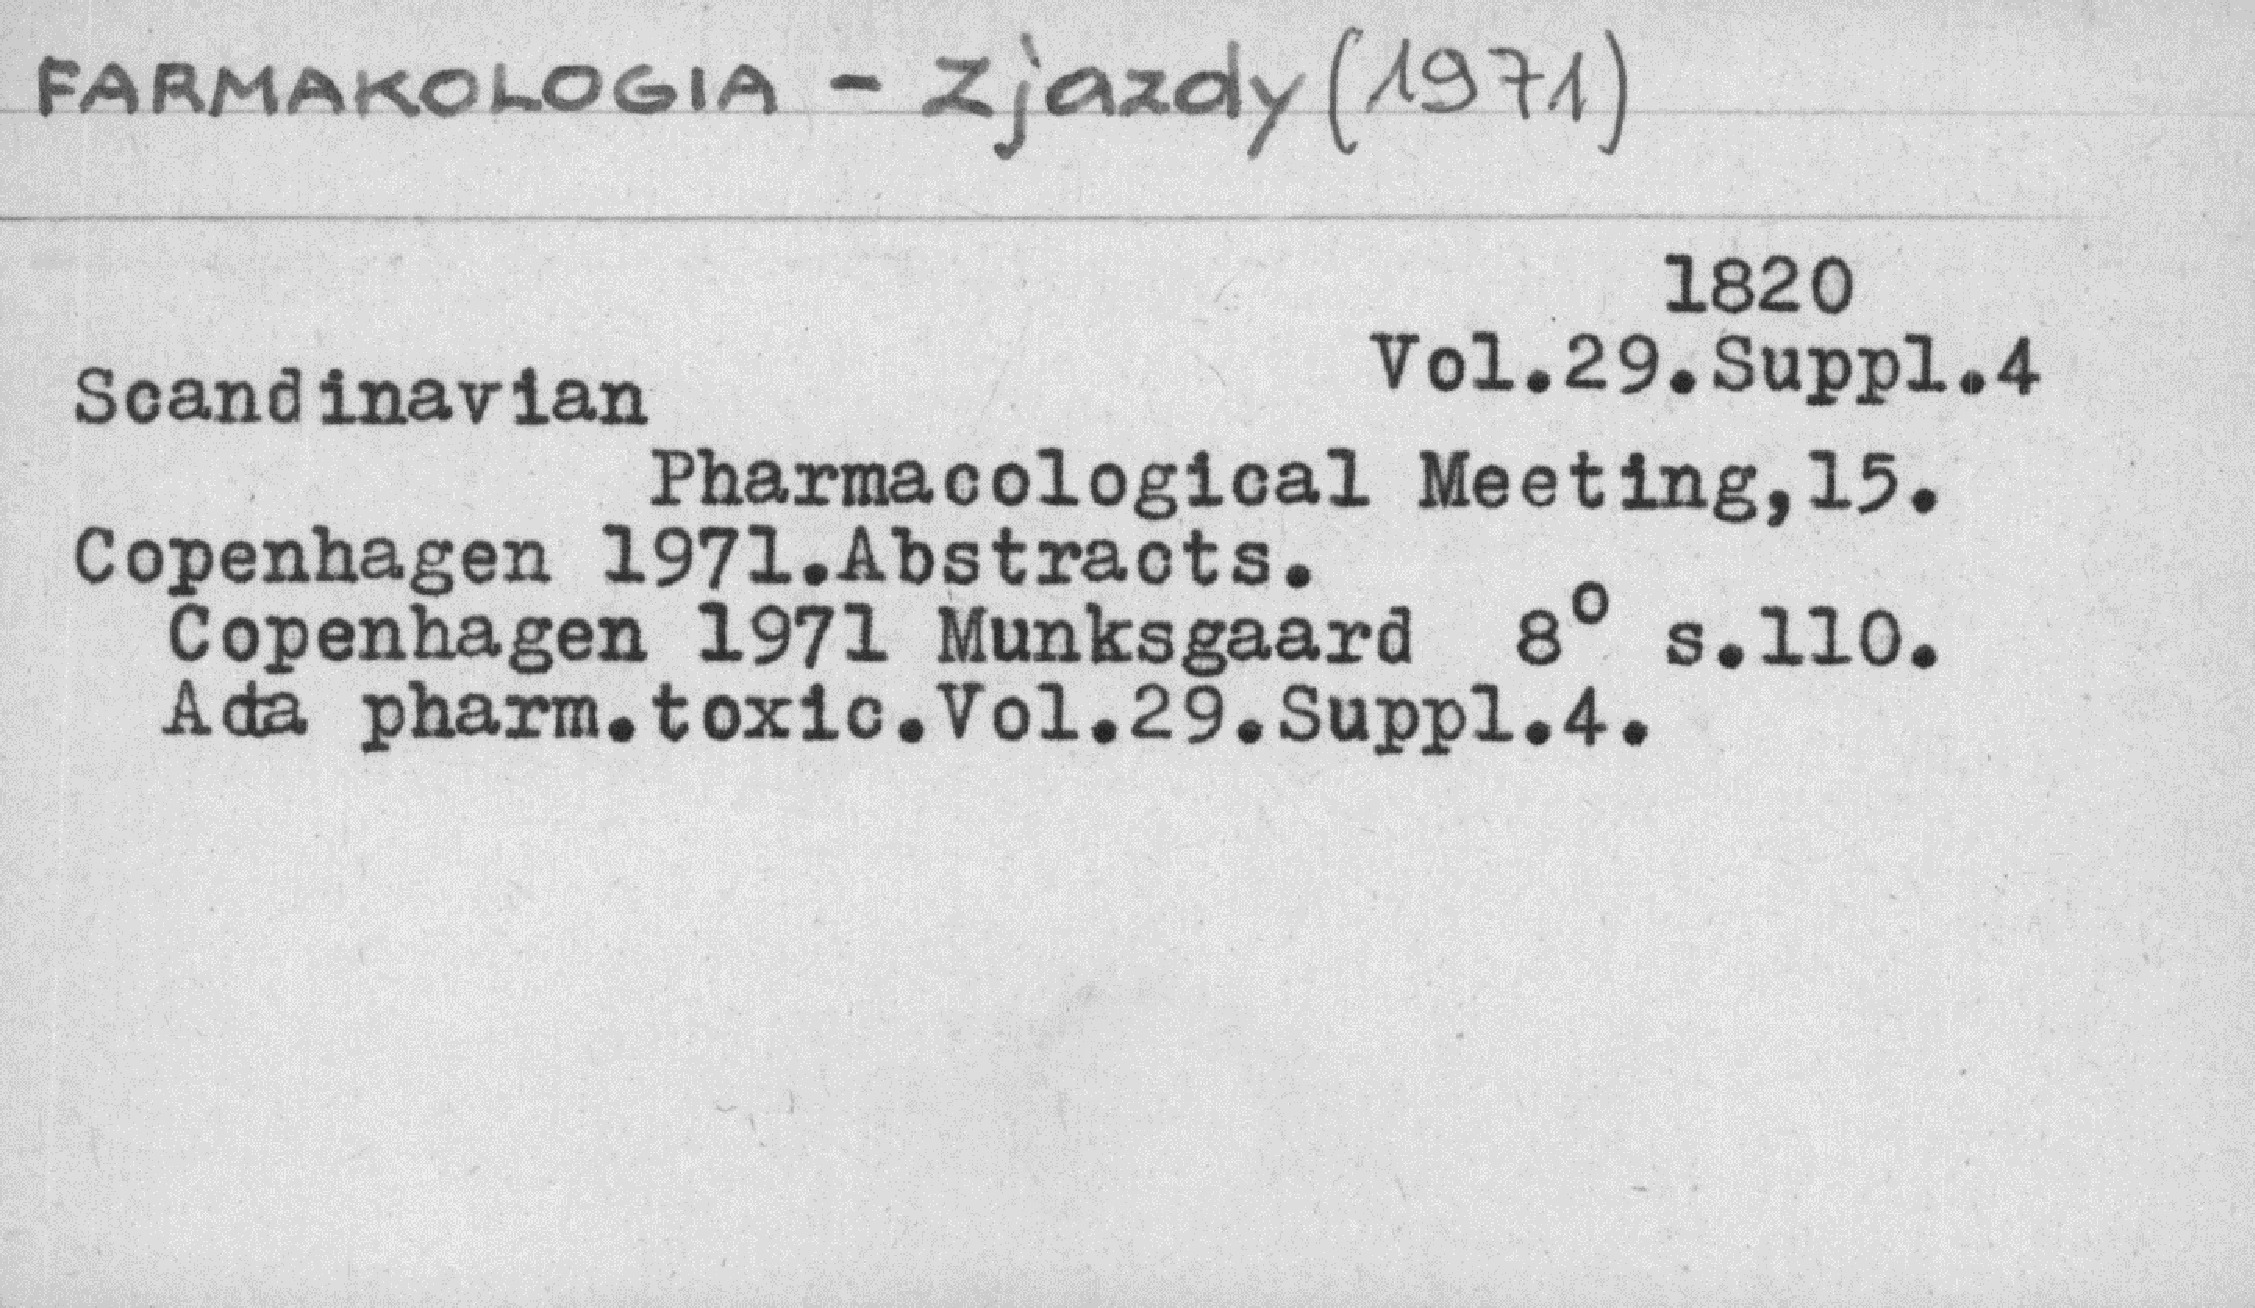 FARMAKOLOGIA - Zjazdy (1971)
1820
Vol.29.Suppl.4
Scandinavian
Pharmacological Meeting,15.
Copenhagen 1971.Abstracts.
Copenhagen 1971 Munksgaard 8° s.110.
Acta pharm.toxic.Vol.29.Suppl.4.